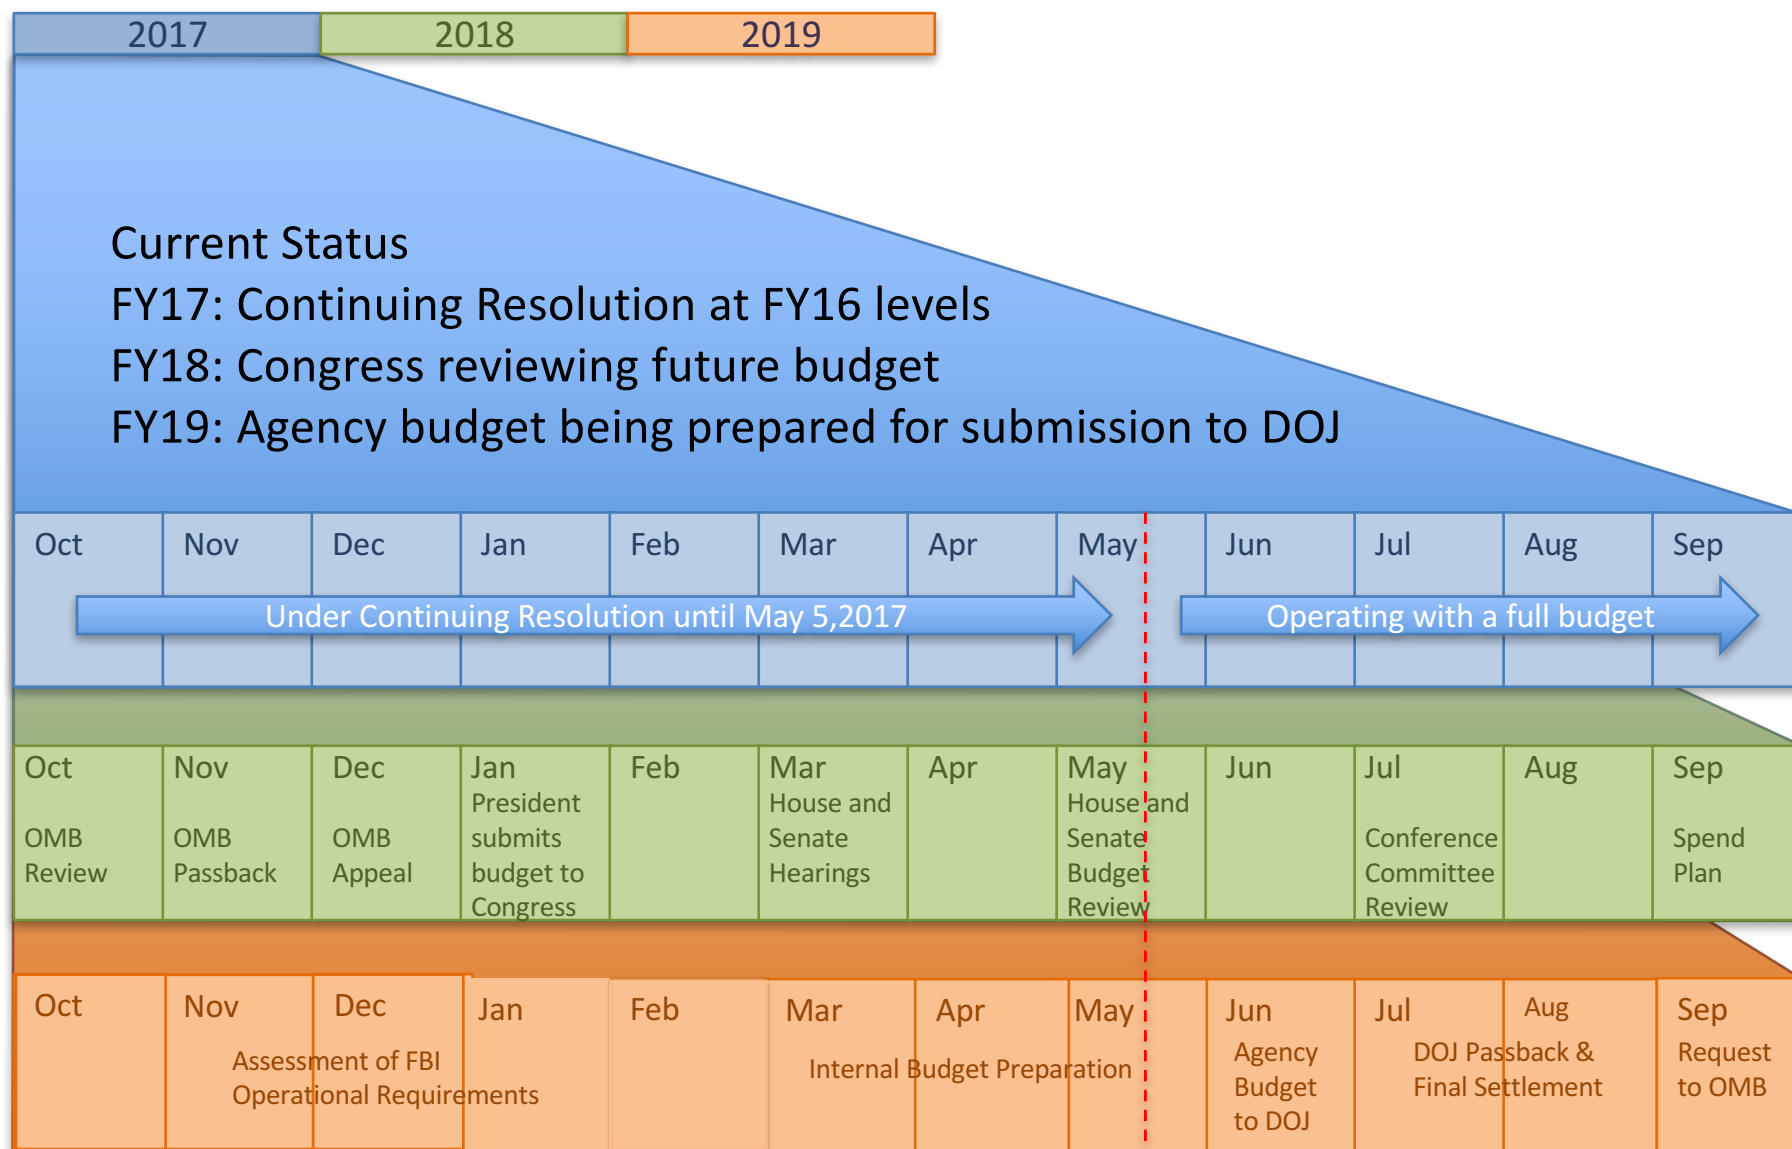 2017 2018 2019
Current Status
FY17: Continuing Resolution at FY16 levels
FY18: Congress reviewing future budget
FY19: Agency budget being prepared for submission to DOJ
Oct Nov Dec Jan Feb Mar Apr May Jun Jul Aug Sep
Under Continuing Resolution until May 5,2017
Operating with a full budget
Oct
OMB
Review
Nov
OMB
Passback
Dec
OMB
Appeal
Jan
President
submits
budget to
Congress
Feb
Mar
House and
Senate
Hearings
Apr
May
House and
Senate
Budget
Review
Jun
Jul
Conference
Committee
Review
Aug
Sep
Spend
Plan
Oct Nov Dec Jan Feb Mar Apr May Jun Jul Aug Sep
Assessment of FBI
Operational Requirements
Internal Budget Preparation
Agency
Budget
to DOJ
DOJ Passback &
Final Settlement
Request
to OMB